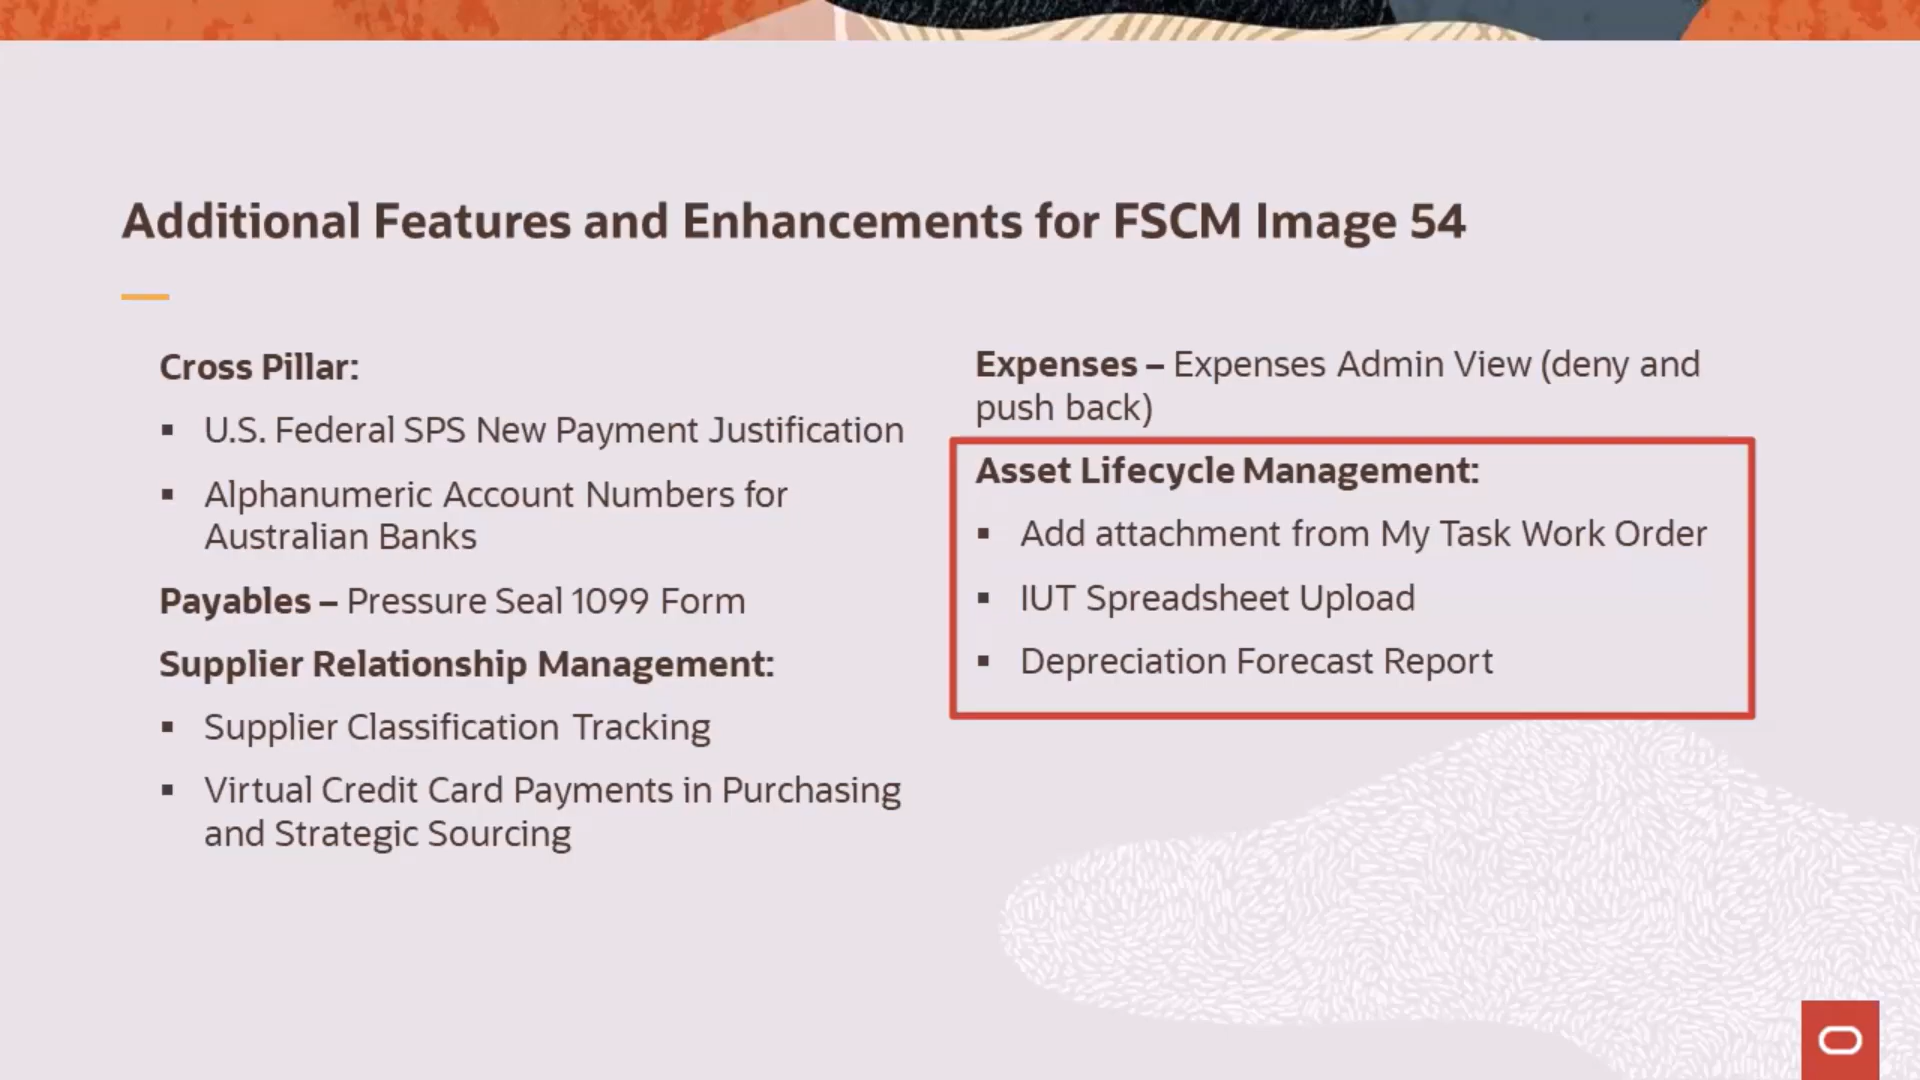 Additional Features and Enhancements for FSCM Image 54
Cross Pillar:
▪ U.S. Federal SPS New Payment Justification
▪ Alphanumeric Account Numbers for
Australian Banks
Payables – Pressure Seal 1099 Form
Supplier Relationship Management:
▪ Supplier Classification Tracking
▪ Virtual Credit Card Payments in Purchasing
and Strategic Sourcing
Expenses – Expenses Admin View (deny and
push back)
Asset Lifecycle Management:
▪ Add attachment from My Task Work Order
▪ IUT Spreadsheet Upload
▪ Depreciation Forecast Report